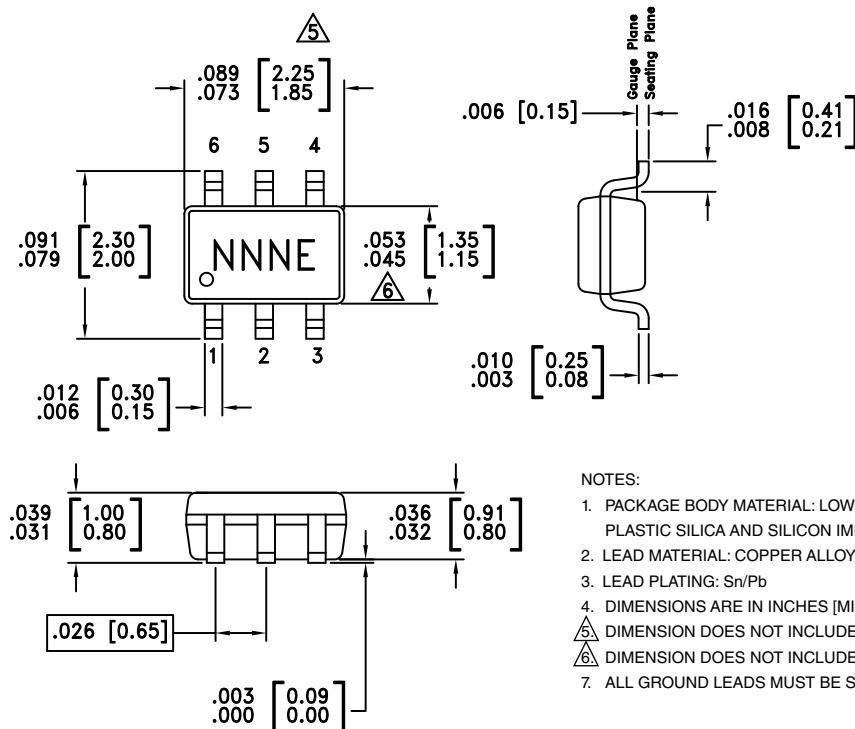 5
.089 [2.25]
.073 [1.85]
6 5 4
.091 [2.30]
.079 [2.00]
NNNE
.053 [1.35]
.045 [1.15]
6
1 2 3
.012 [0.30]
.006 [0.15]
Gauge Plane
Seating Plane
.006 [0.15]
.016 [0.41]
.008 [0.21]
.010 [0.25]
.003 [0.08]
.039 [1.00]
.031 [0.80]
.036 [0.91]
.032 [0.80]
.026 [0.65]
.003 [0.09]
.000 [0.00]
NOTES:
1. PACKAGE BODY MATERIAL: LOW
PLASTIC SILICA AND SILICON IM
2. LEAD MATERIAL: COPPER ALLOY
3. LEAD PLATING: Sn/Pb
4. DIMENSIONS ARE IN INCHES [MI
5. DIMENSION DOES NOT INCLUDE
6. DIMENSION DOES NOT INCLUDE
7. ALL GROUND LEADS MUST BE S